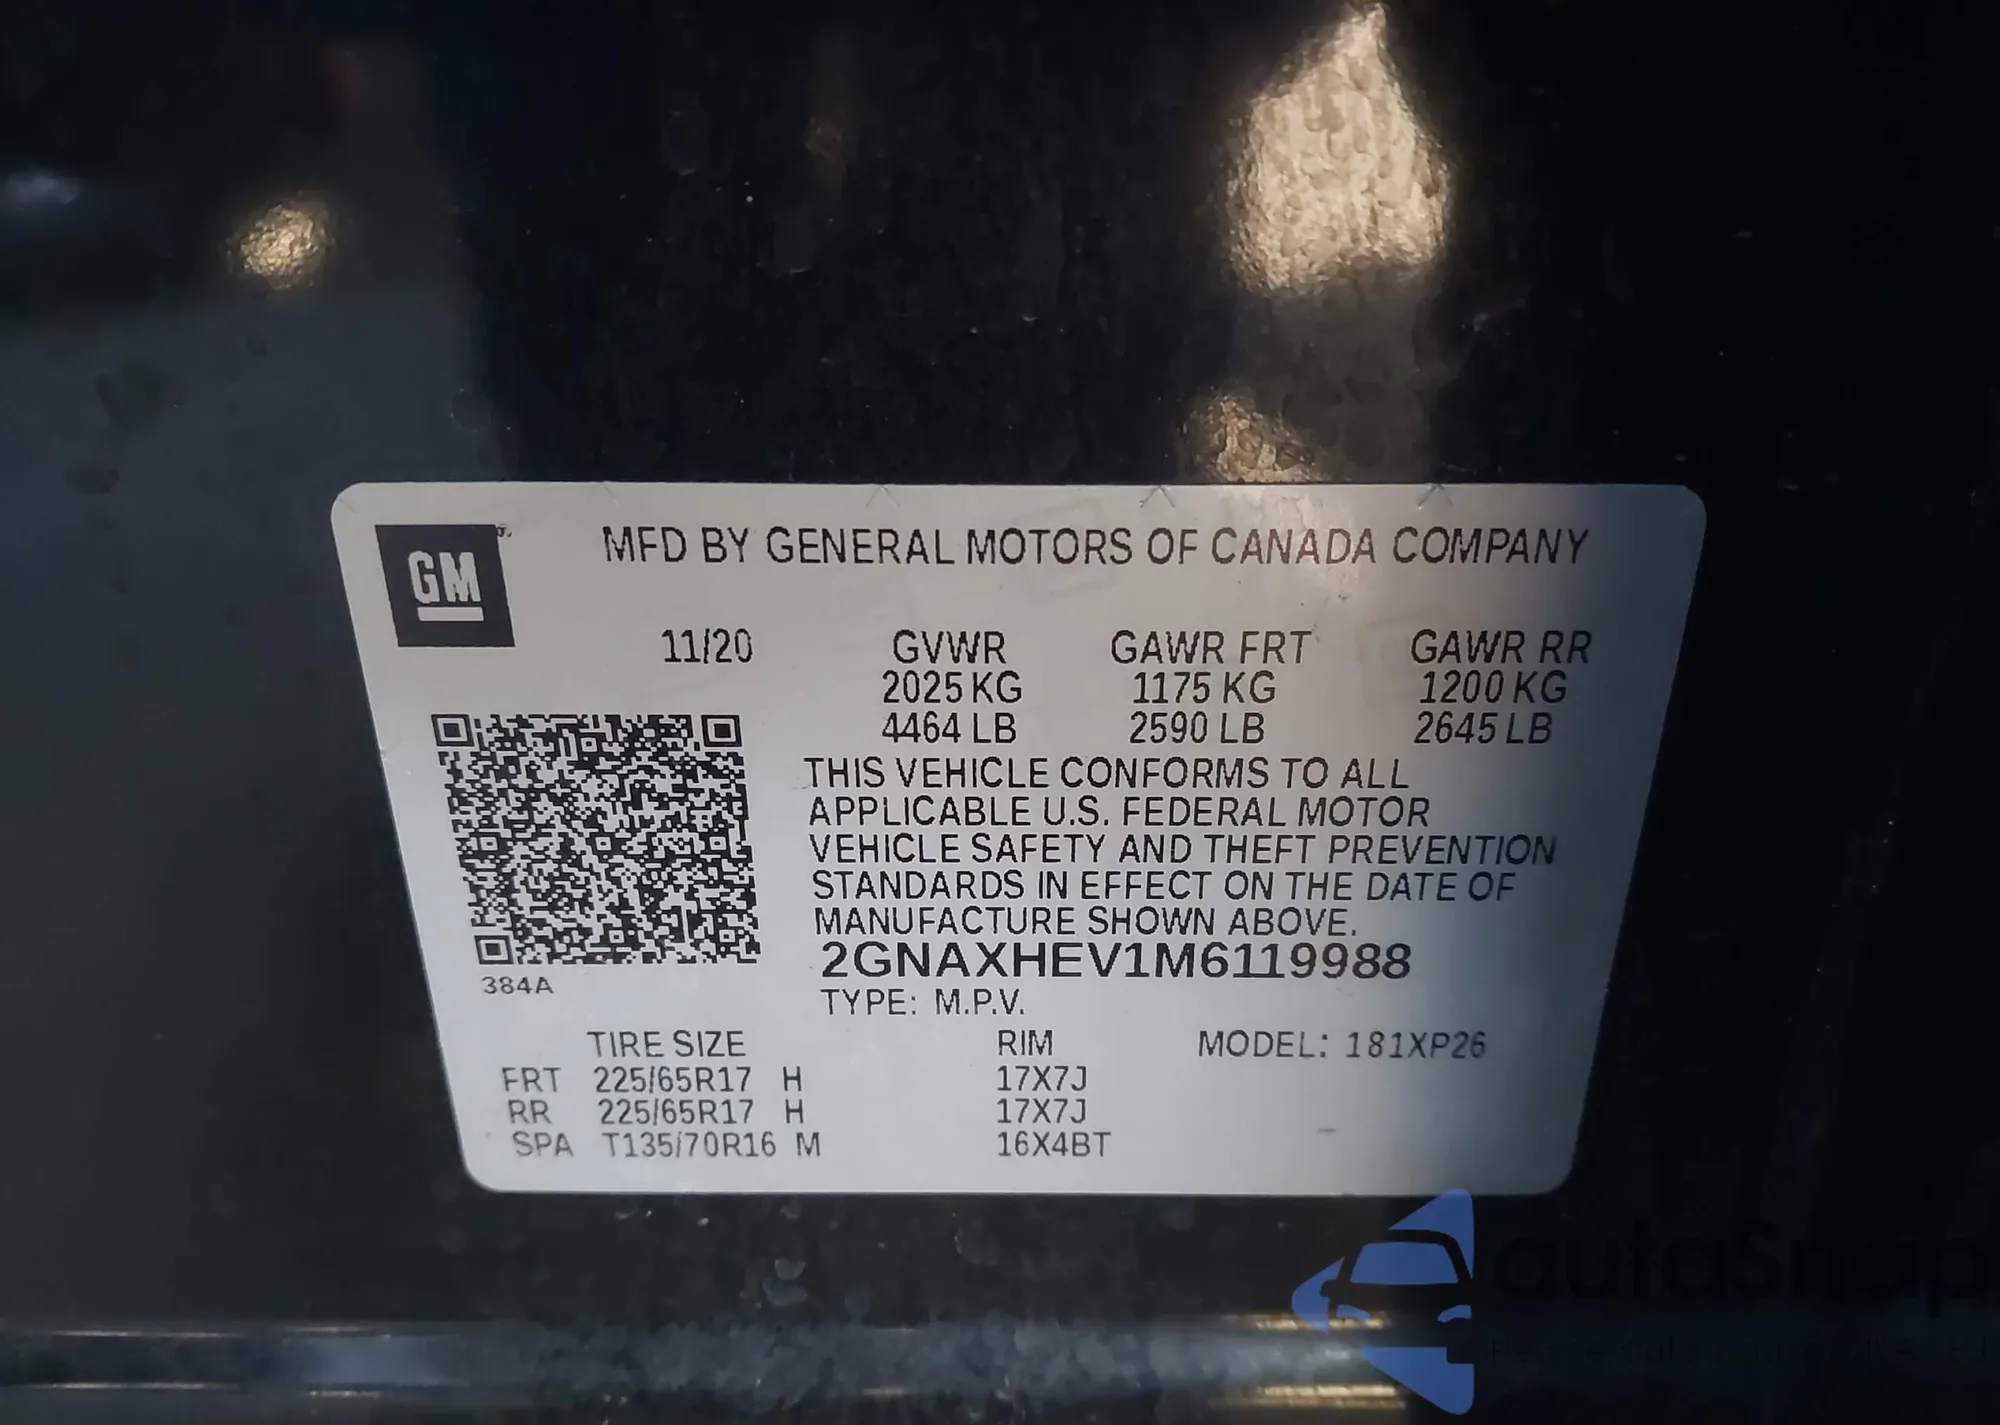 GM
MFD BY GENERAL MOTORS OF CANADA COMPANY
11/20 GVWR GAWR FRT GAWR RR
2025 KG 1175 KG 1200 KG
4464 LB 2590 LB 2645 LB
THIS VEHICLE CONFORMS TO ALL
APPLICABLE U.S. FEDERAL MOTOR
VEHICLE SAFETY AND THEFT PREVENTION
STANDARDS IN EFFECT ON THE DATE OF
MANUFACTURE SHOWN ABOVE.
2GNAXHEV1M6119988
384A
TYPE: M.P.V.
TIRE SIZE RIM MODEL: 181XP26
FRT 225/65R17 H 17X7J
RR 225/65R17 H 17X7J
SPA T135/70R16 M 16X4BT
autaSnap